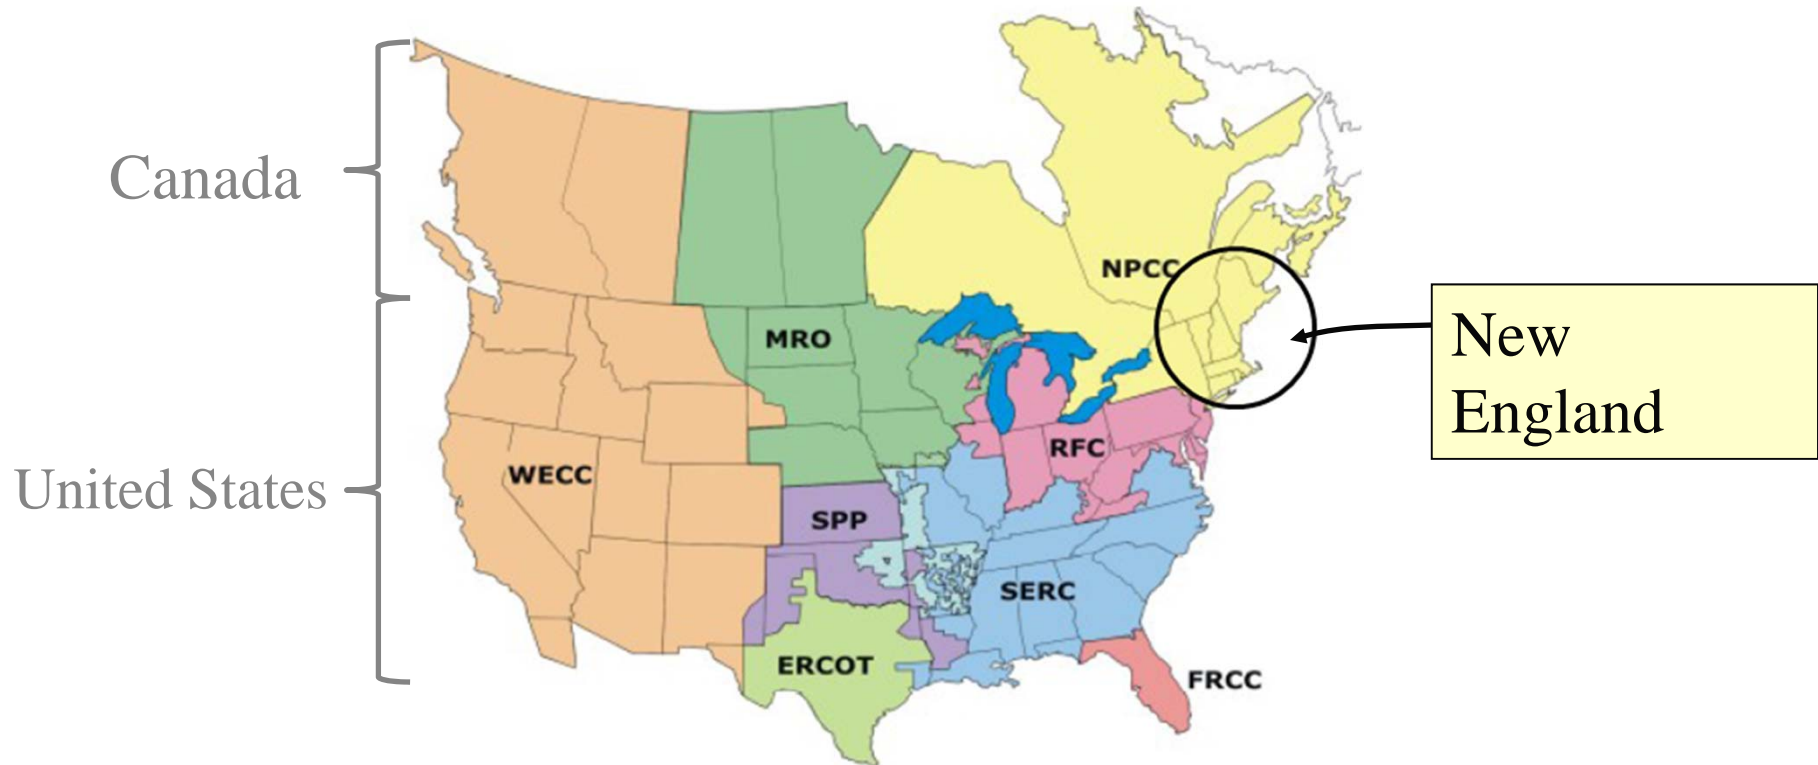 Canada
NPCC
New
England
MRO
RFC
WECC
United States
SPP
SERC
ERCOT
FRCC